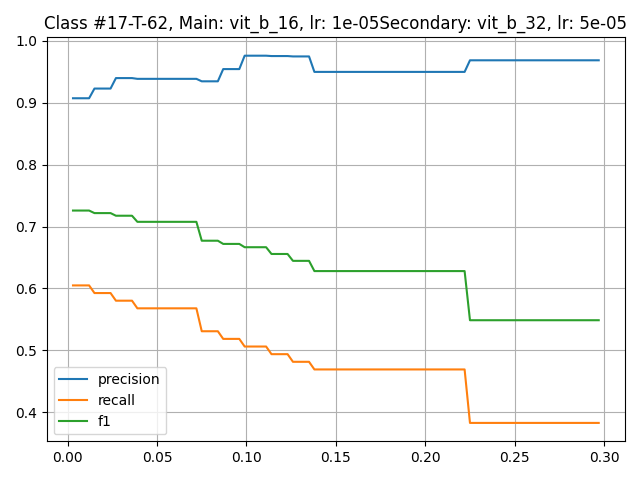 Class #17-T-62, Main: vit_b_16, lr: 1e-05Secondary: vit_b_32, lr: 5e-05
1.0
0.9
0.8
0.7
0.6
0.5
0.4
precision
recall
f1
0.00 0.05 0.10 0.15 0.20 0.25 0.30